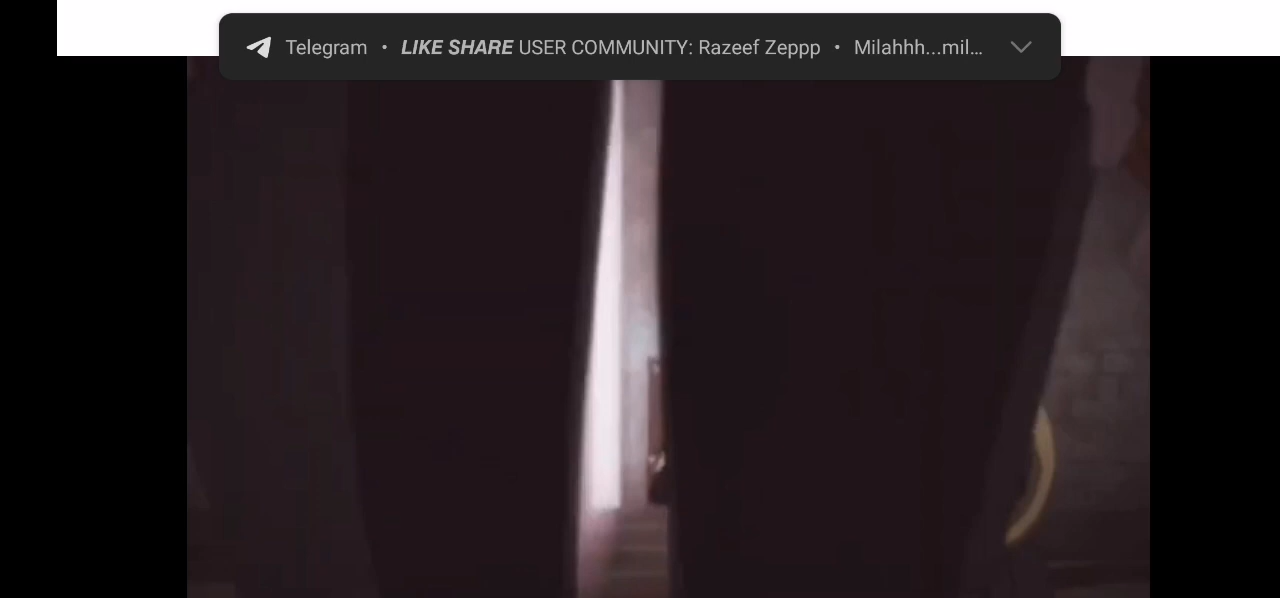 Telegram • LIKE SHARE USER COMMUNITY: Razeef Zeppp • Milahhh...mil...